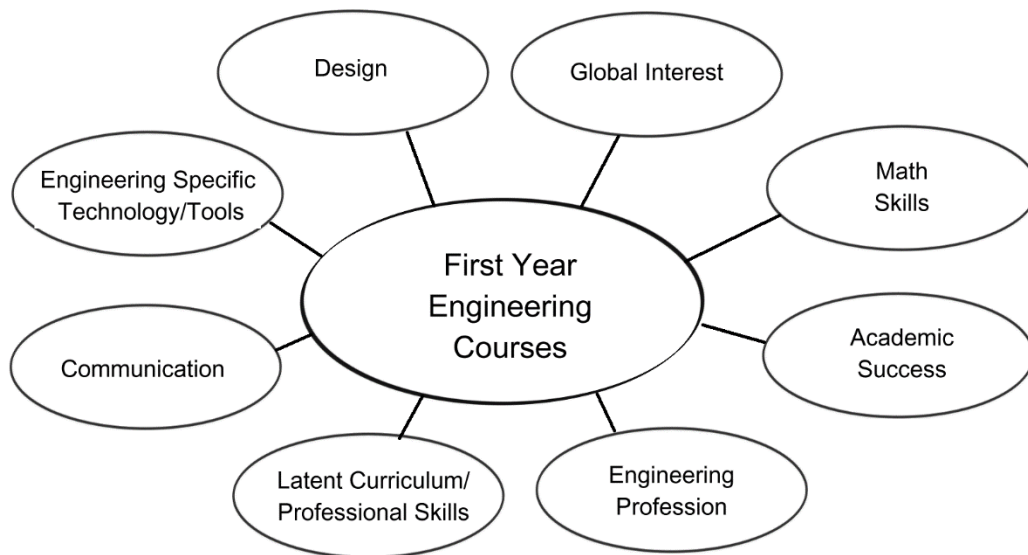 Design
Global Interest
Engineering Specific
Technology/Tools
Math
Skills
First Year
Engineering
Courses
Communication
Academic
Success
Latent Curriculum/
Professional Skills
Engineering
Profession